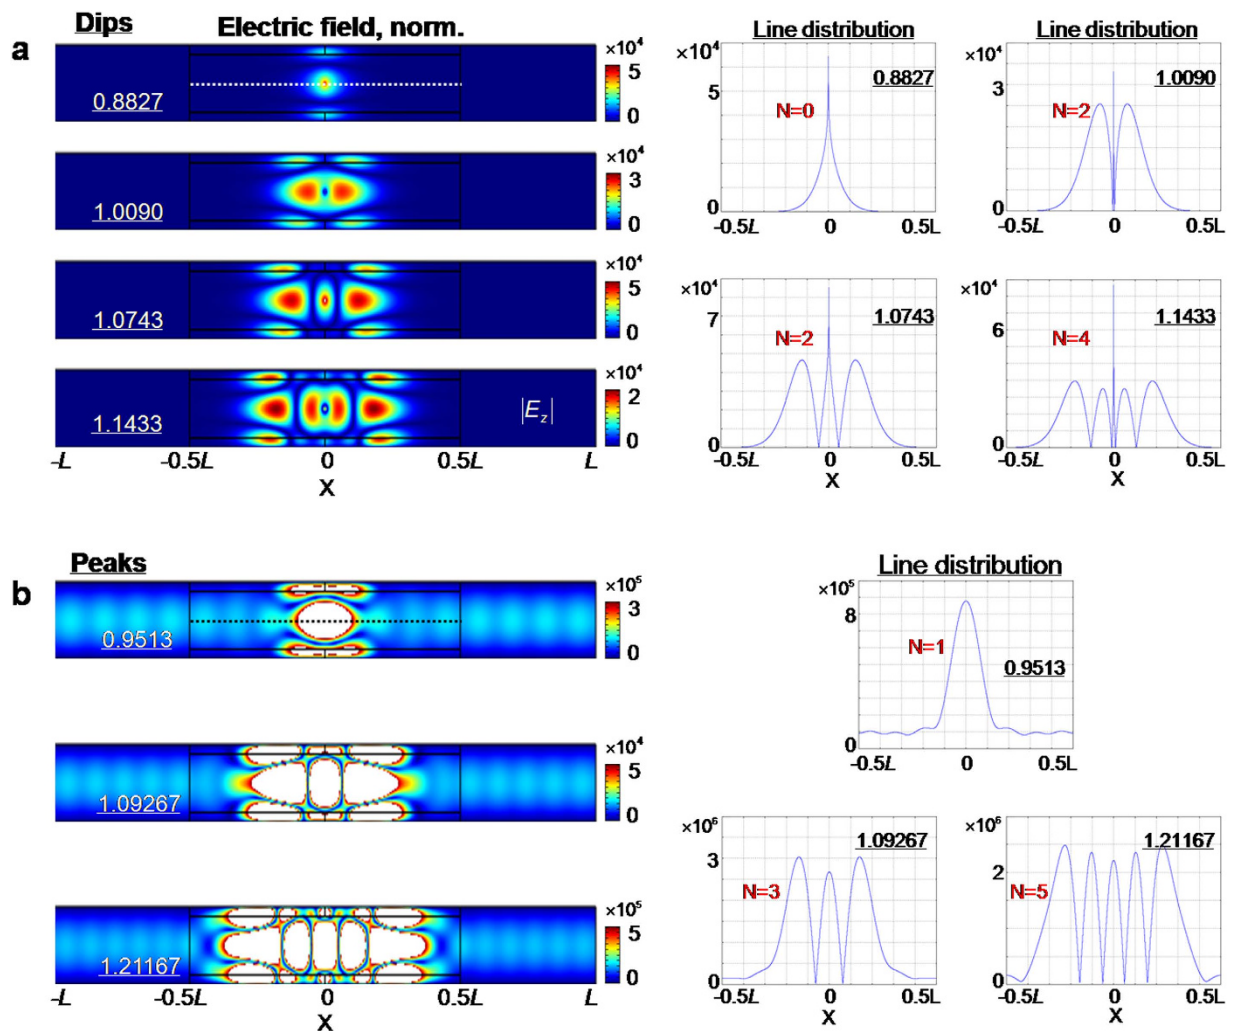 a
Dips
Electric field, norm.
×10⁴
5
0
0.8827
×10⁴
3
0
1.0090
×10⁴
5
0
1.0743
×10⁴
2
0
1.1433
|E_z|
-L -0.5L 0 0.5L L
X
Line distribution
×10⁴
5
0
N=0
0.8827
-0.5L 0 0.5L
Line distribution
×10⁴
3
0
N=2
1.0090
-0.5L 0 0.5L
×10⁴
7
0
N=2
1.0743
-0.5L 0 0.5L
X
×10⁴
6
0
N=4
1.1433
-0.5L 0 0.5L
X
b
Peaks
×10⁵
3
0
0.9513
×10⁴
5
0
1.09267
×10⁵
5
0
1.21167
-L -0.5L 0 0.5L L
X
Line distribution
×10⁵
8
0
N=1
0.9513
-0.5L 0 0.5L
×10⁶
3
0
N=3
1.09267
-0.5L 0 0.5L
X
×10⁶
2
0
N=5
1.21167
-0.5L 0 0.5L
X